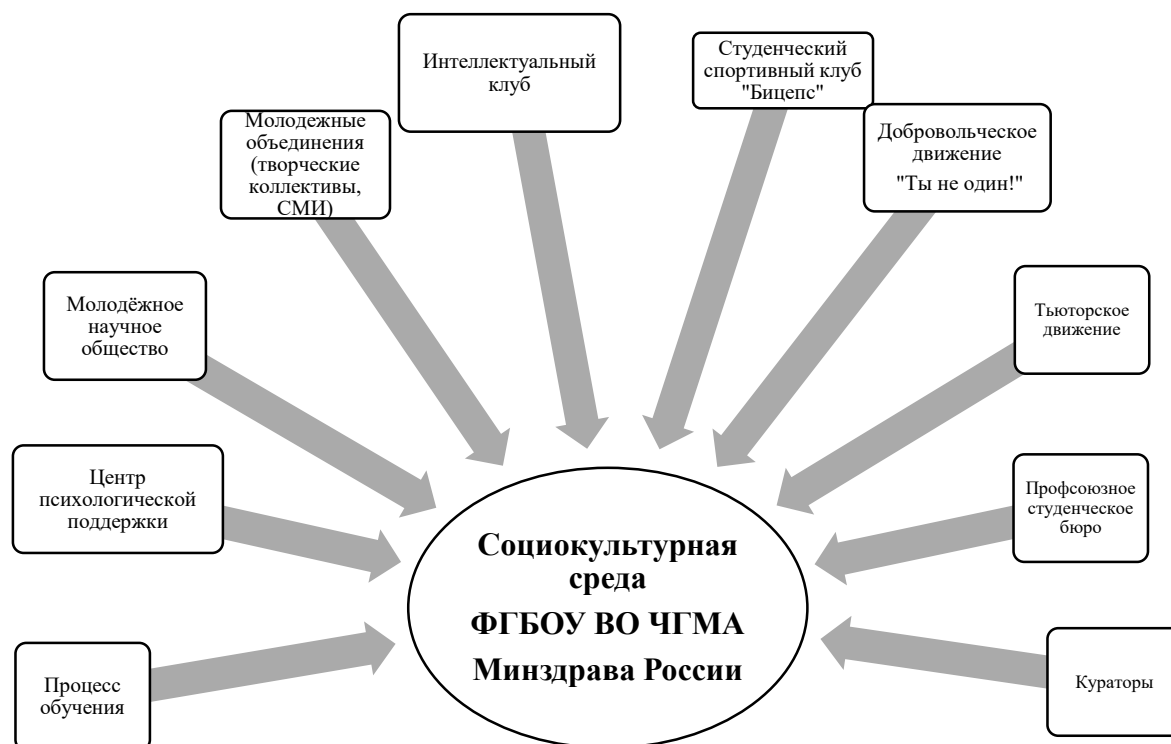 Интеллектуальный
клуб
Студенческий
спортивный клуб
"Бицепс"
Молодежные
объединения
(творческие
коллективы,
СМИ)
Добровольческое
движение
"Ты не один!"
Молодёжное
научное
общество
Тьюторское
движение
Центр
психологической
поддержки
Профсоюзное
студенческое
бюро
Процесс
обучения
Кураторы
Социокультурная
среда
ФГБОУ ВО ЧГМА
Минздрава России